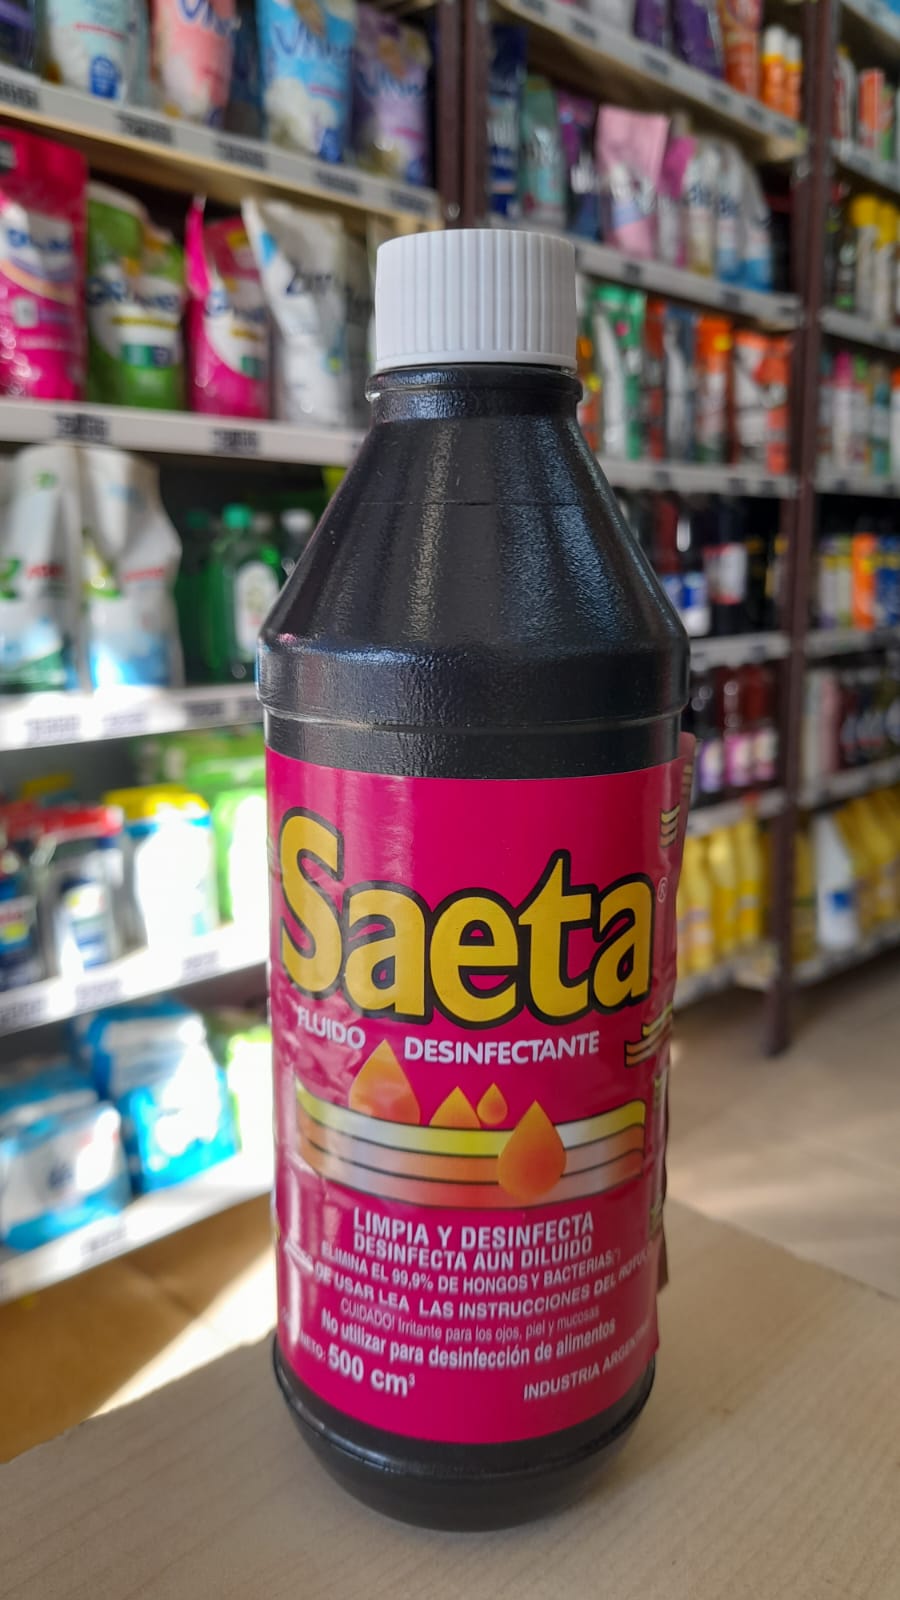 Saeta®
FLUIDO DESINFECTANTE
LIMPIA Y DESINFECTA
DESINFECTA AUN DILUIDO
ELIMINA EL 99,9% DE HONGOS Y BACTERIAS(*)
DE USAR LEA LAS INSTRUCCIONES DEL
CUIDADO! Irritante para los ojos, piel y mucosas
No utilizar para desinfección de alimentos
NETO: 500 cm³
INDUSTRIA